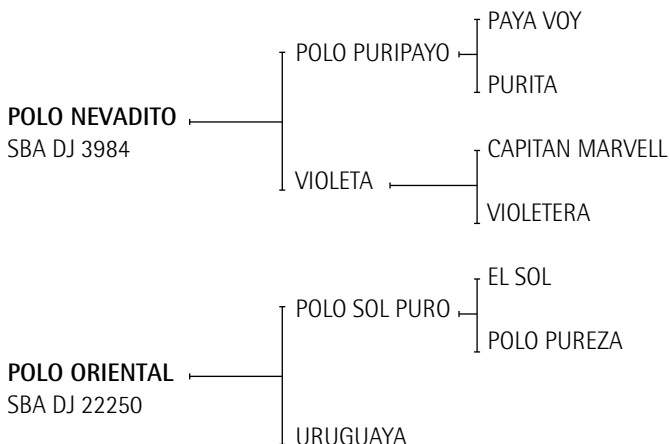 PAYA VOY
POLO PURIPAYO
PURITA
POLO NEVADITO
SBA DJ 3984
CAPITAN MARVELL
VIOLETA
VIOLETERA
EL SOL
POLO SOL PURO
POLO PUREZA
POLO ORIENTAL
SBA DJ 22250
URUGUAYA